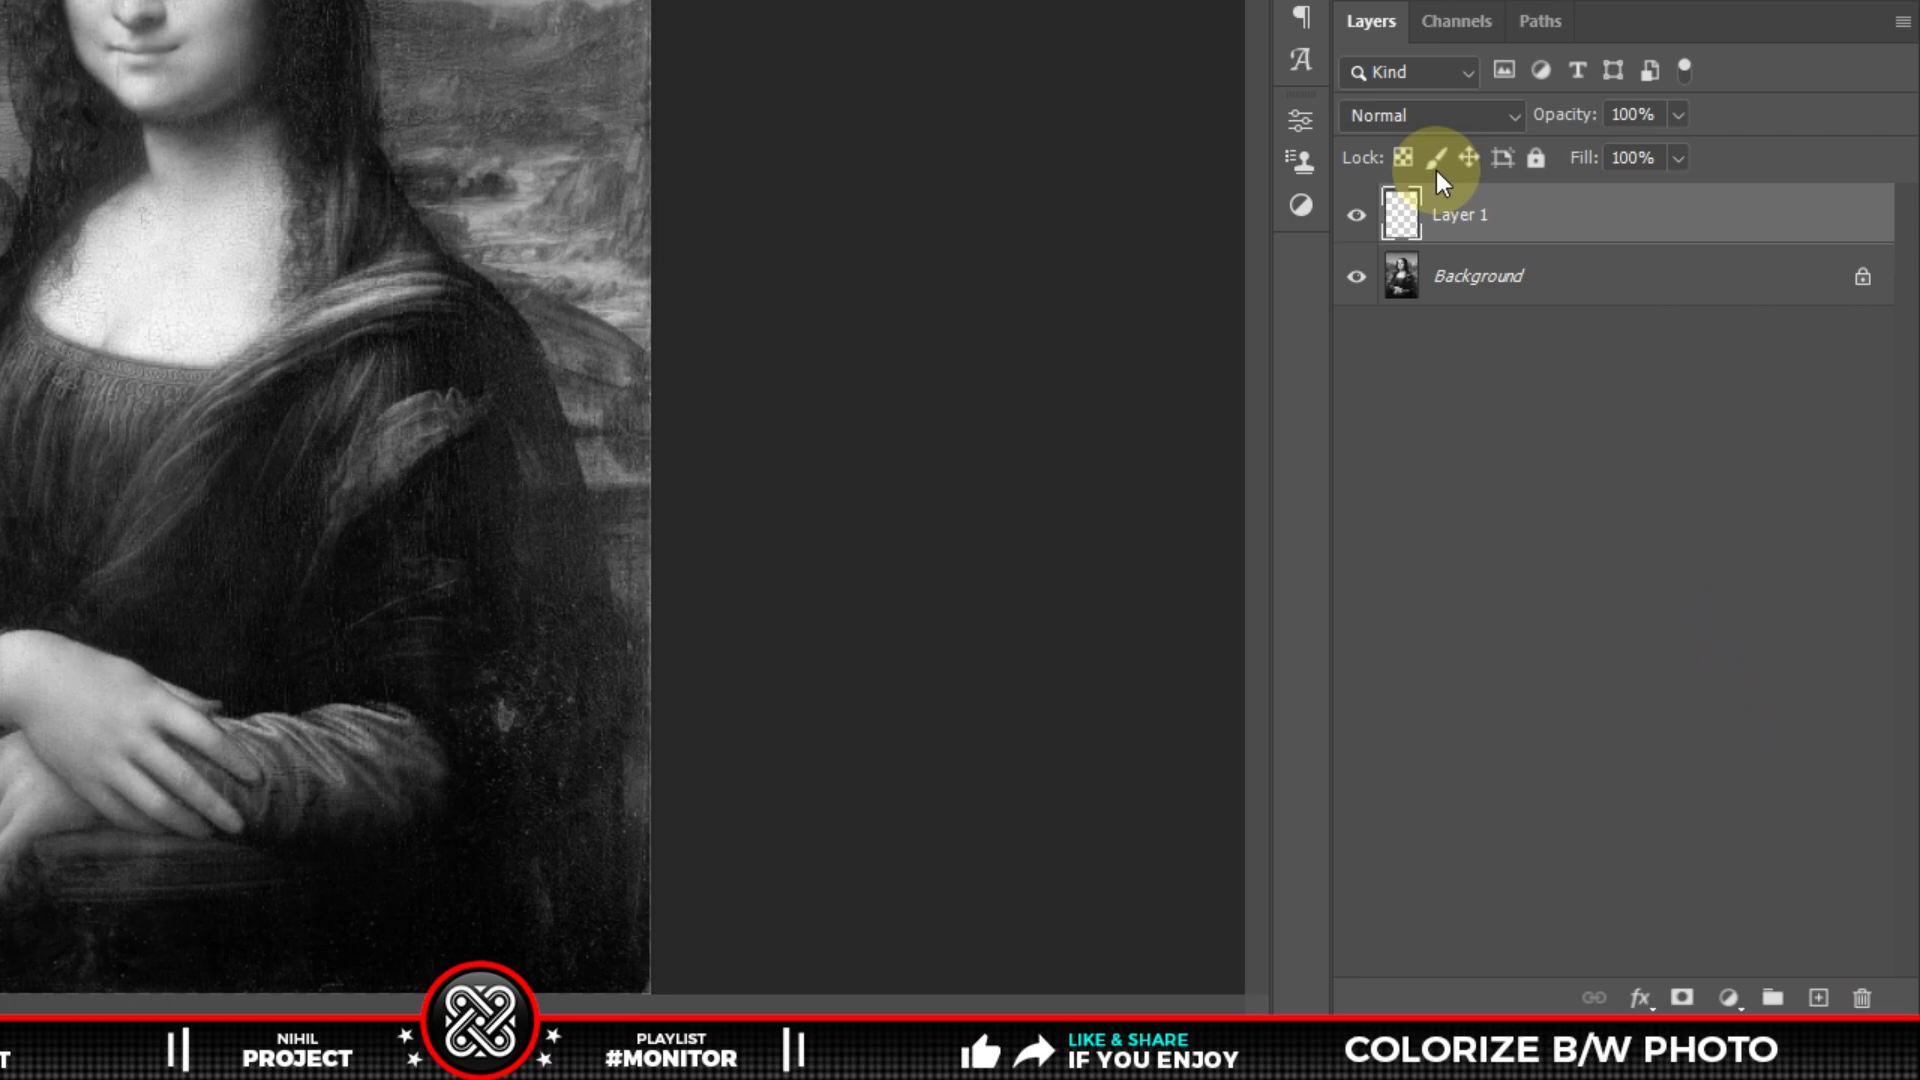 Layers Channels Paths
Kind
Normal Opacity: 100%
Lock: Fill: 100%
Layer 1
Background
NIHIL
PROJECT
PLAYLIST
#MONITOR
LIKE & SHARE
IF YOU ENJOY
COLORIZE B/W PHOTO